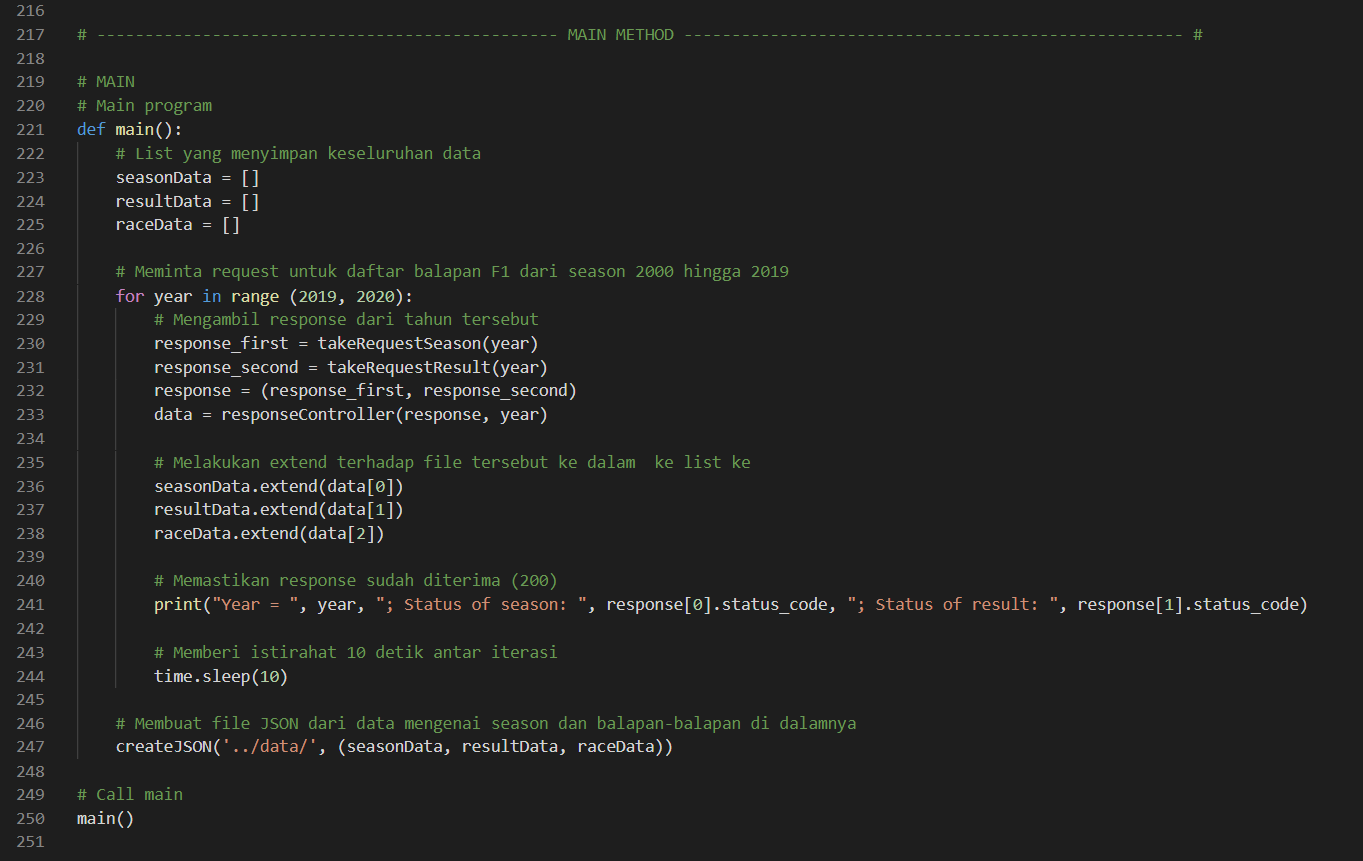 216
217 # ------------------------------------------------ MAIN METHOD ---------------------------------------------------- #
218
219 # MAIN
220 # Main program
221 def main():
222     # List yang menyimpan keseluruhan data
223     seasonData = []
224     resultData = []
225     raceData = []
226
227     # Meminta request untuk daftar balapan F1 dari season 2000 hingga 2019
228     for year in range (2019, 2020):
229         # Mengambil response dari tahun tersebut
230         response_first = takeRequestSeason(year)
231         response_second = takeRequestResult(year)
232         response = (response_first, response_second)
233         data = responseController(response, year)
234
235         # Melakukan extend terhadap file tersebut ke dalam  ke list ke
236         seasonData.extend(data[0])
237         resultData.extend(data[1])
238         raceData.extend(data[2])
239
240         # Memastikan response sudah diterima (200)
241         print("Year = ", year, "; Status of season: ", response[0].status_code, "; Status of result: ", response[1].status_code)
242
243         # Memberi istirahat 10 detik antar iterasi
244         time.sleep(10)
245
246     # Membuat file JSON dari data mengenai season dan balapan-balapan di dalamnya
247     createJSON('../data/', (seasonData, resultData, raceData))
248
249 # Call main
250 main()
251